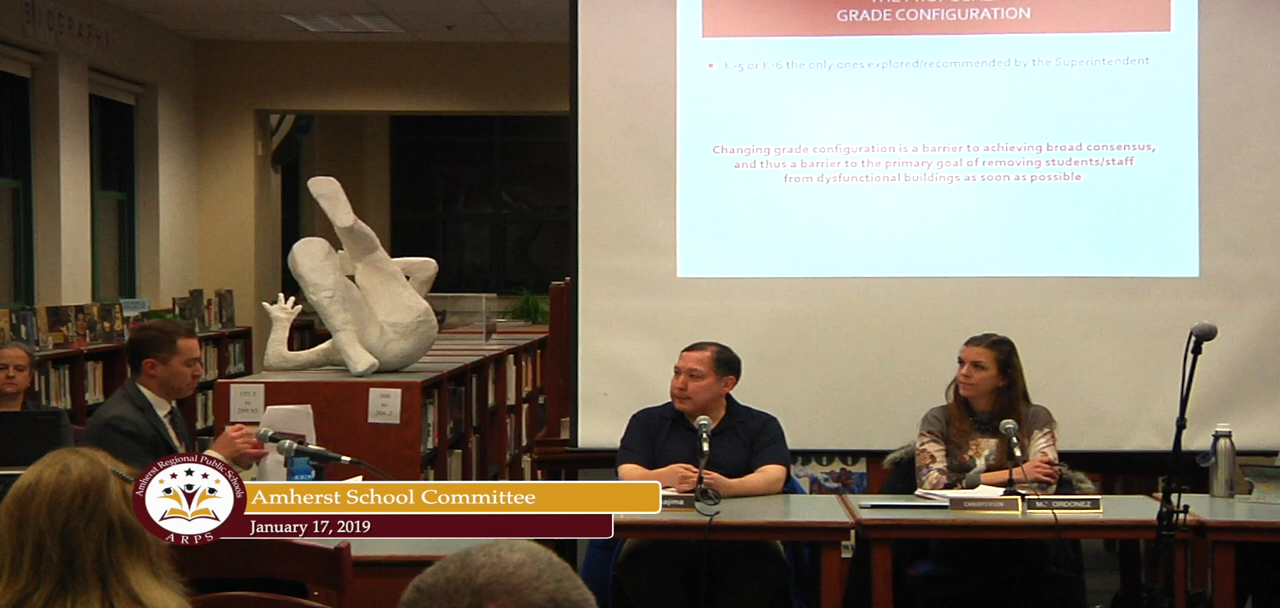 BIOGRAPHY
GRADE CONFIGURATION
K-5 or K-6 the only ones explored/recommended by the Superintendent
Changing grade configuration is a barrier to achieving broad consensus,
and thus a barrier to the primary goal of removing students/staff
from dysfunctional buildings as soon as possible
CHAIRPERSON
ORDONEZ
Amherst Regional Public Schools
ARPS
Amherst School Committee
January 17, 2019